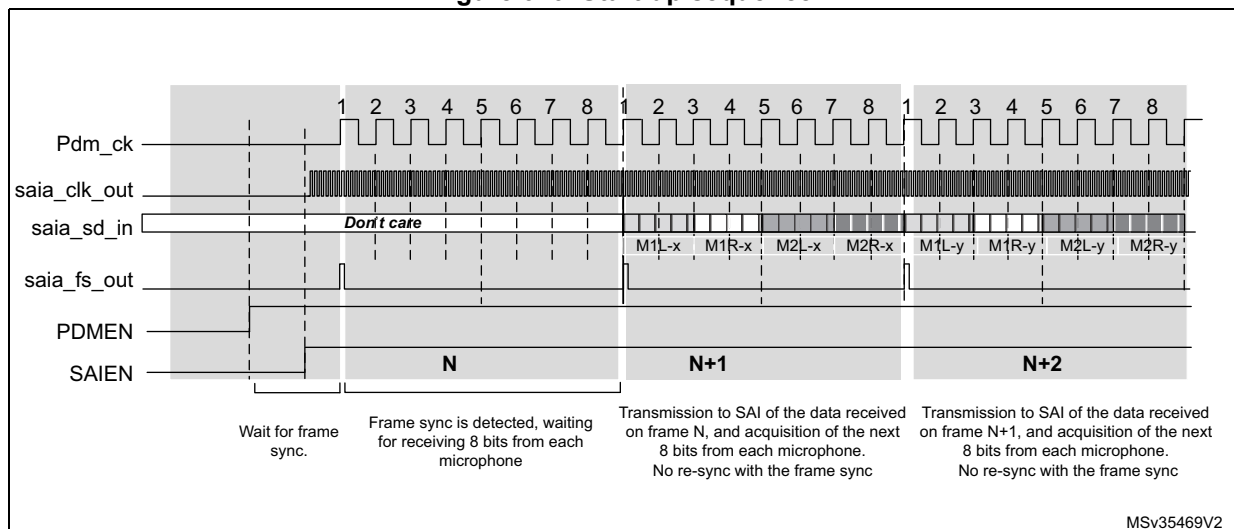 1 2 3 4 5 6 7 8 1 2 3 4 5 6 7 8 1 2 3 4 5 6 7 8
Pdm_ck
saia_clk_out
saia_sd_in Don't care
M1L-x M1R-x M2L-x M2R-x M1L-y M1R-y M2L-y M2R-y
saia_fs_out
PDMEN
SAIEN N N+1 N+2
Wait for frame
sync.
Frame sync is detected, waiting
for receiving 8 bits from each
microphone
Transmission to SAI of the data received
on frame N, and acquisition of the next
8 bits from each microphone.
No re-sync with the frame sync
Transmission to SAI of the data received
on frame N+1, and acquisition of the next
8 bits from each microphone.
No re-sync with the frame sync
MSv35469V2